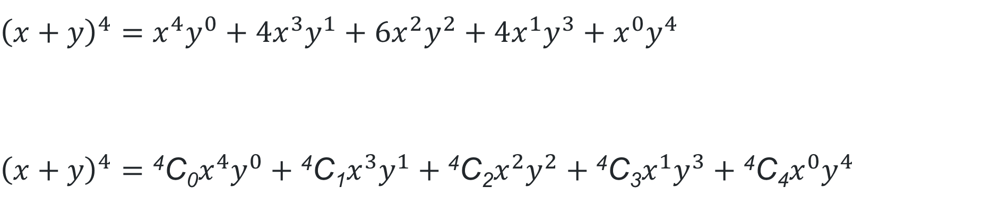 (x + y)⁴ = x⁴y⁰ + 4x³y¹ + 6x²y² + 4x¹y³ + x⁰y⁴
(x + y)⁴ = ⁴C₀x⁴y⁰ + ⁴C₁x³y¹ + ⁴C₂x²y² + ⁴C₃x¹y³ + ⁴C₄x⁰y⁴